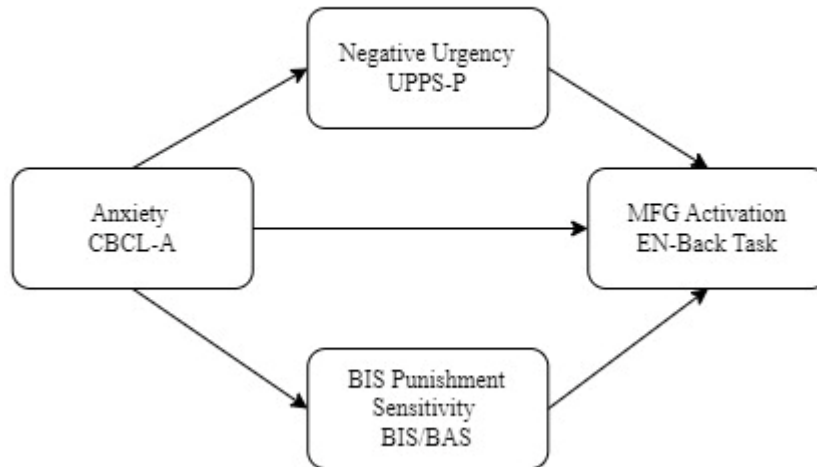 Negative Urgency
UPPS-P
Anxiety
CBCL-A
MFG Activation
EN-Back Task
BIS Punishment
Sensitivity
BIS/BAS